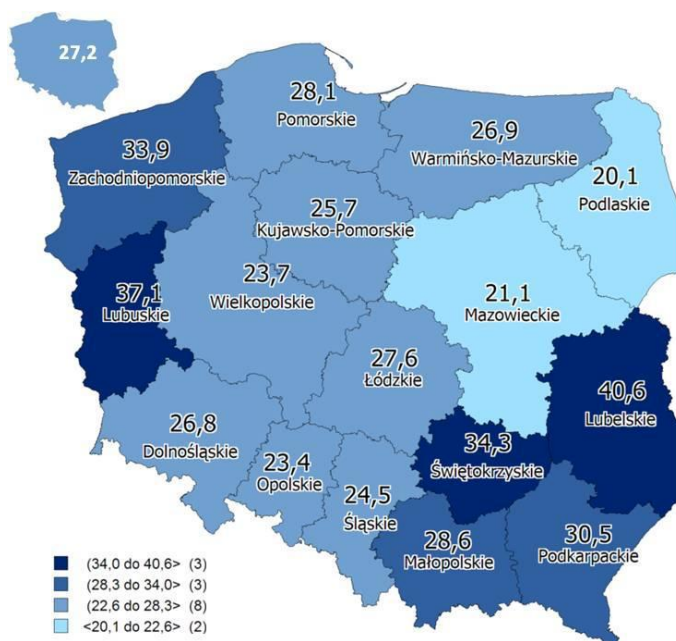 27,2
28,1
Pomorskie
26,9
Warmińsko-Mazurskie
33,9
Zachodniopomorskie
20,1
Podlaskie
25,7
Kujawsko-Pomorskie
23,7
Wielkopolskie
37,1
Lubuskie
21,1
Mazowieckie
27,6
Łódzkie
40,6
Lubelskie
26,8
Dolnośląskie
34,3
Świętokrzyskie
23,4
Opolskie
24,5
Śląskie
28,6
Małopolskie
30,5
Podkarpackie
(34,0 do 40,6> (3)
(28,3 do 34,0> (3)
(22,6 do 28,3> (8)
<20,1 do 22,6> (2)